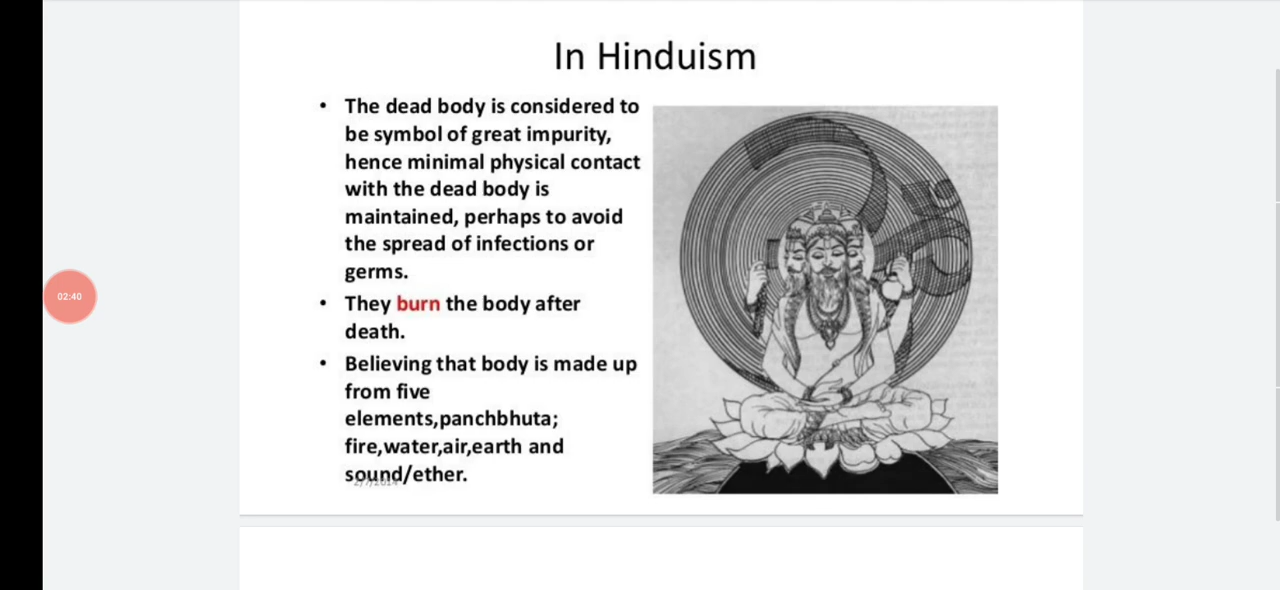 In Hinduism
• The dead body is considered to
be symbol of great impurity,
hence minimal physical contact
with the dead body is
maintained, perhaps to avoid
the spread of infections or
germs.
• They burn the body after
death.
• Believing that body is made up
from five
elements,panchbhuta;
fire,water,air,earth and
sound/ether.
02:40